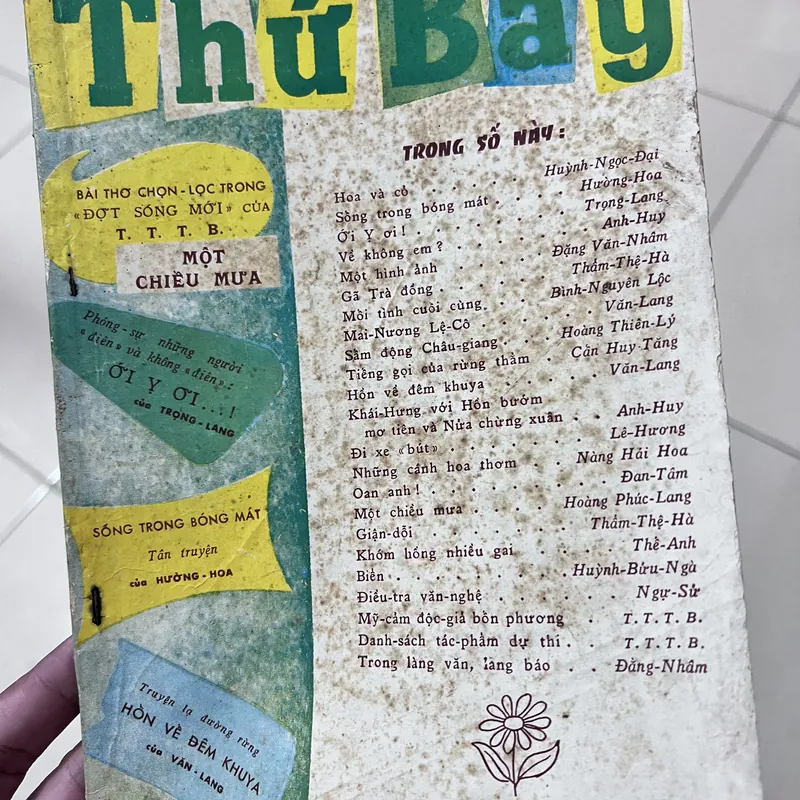 Thứ Bảy
BÀI THƠ CHỌN-LỌC TRONG
«ĐỢT SỐNG MỚI» CỦA
T. T. T. B.
MỘT
CHIỀU MƯA
Phóng-sự những người
«điên» và không «điên»:
ỚI Y ƠI...!
của TRỌNG-LANG
SỐNG TRONG BÓNG MÁT
Tân truyện
của HƯỜNG-HOA
Truyện lạ đường rừng
HỒN VỀ ĐÊM KHUYA
của VĂN-LANG
TRONG SỐ NÀY:
Hoa và cỏ . . . . . . Huỳnh-Ngọc-Đại
Sống trong bóng mát . . . . Hường-Hoa
Ới Y ơi! . . . . . . Trọng-Lang
Về không em? . . . . . . Anh-Huy
Một hình ảnh . . . . . Đặng Văn-Nhâm
Gã Trà đồng . . . . . Thẩm-Thệ-Hà
Mối tình cuối cùng . . . Bình-Nguyên Lộc
Mái-Nương Lệ-Cô . . . . . Văn-Lang
Sầm động Châu-giang . . . Hoàng Thiên-Lý
Tiếng gọi của rừng thẳm . . Cần Huy Tăng
Hồn về đêm khuya . . . . . Văn-Lang
Khái-Hưng với Hồn bướm
mơ tiên và Nửa chừng xuân . . Anh-Huy
Đi xe «bút» . . . . . . Lê-Hương
Những cánh hoa thơm . . . Nàng Hải Hoa
Oan anh! . . . . . . Đan-Tâm
Một chiều mưa . . . . Hoàng Phúc-Lang
Giận-dỗi . . . . . . Thẩm-Thệ-Hà
Khóm hồng nhiều gai . . . . Thế-Anh
Biển . . . . . . . Huỳnh-Bửu-Ngà
Điều-tra văn-nghệ . . . . . Ngự-Sử
Mỹ-cảm độc-giả bốn phương . . T. T. T. B.
Danh-sách tác-phẩm dự thi . . T. T. T. B.
Trong làng văn, làng báo . . Đằng-Nhâm